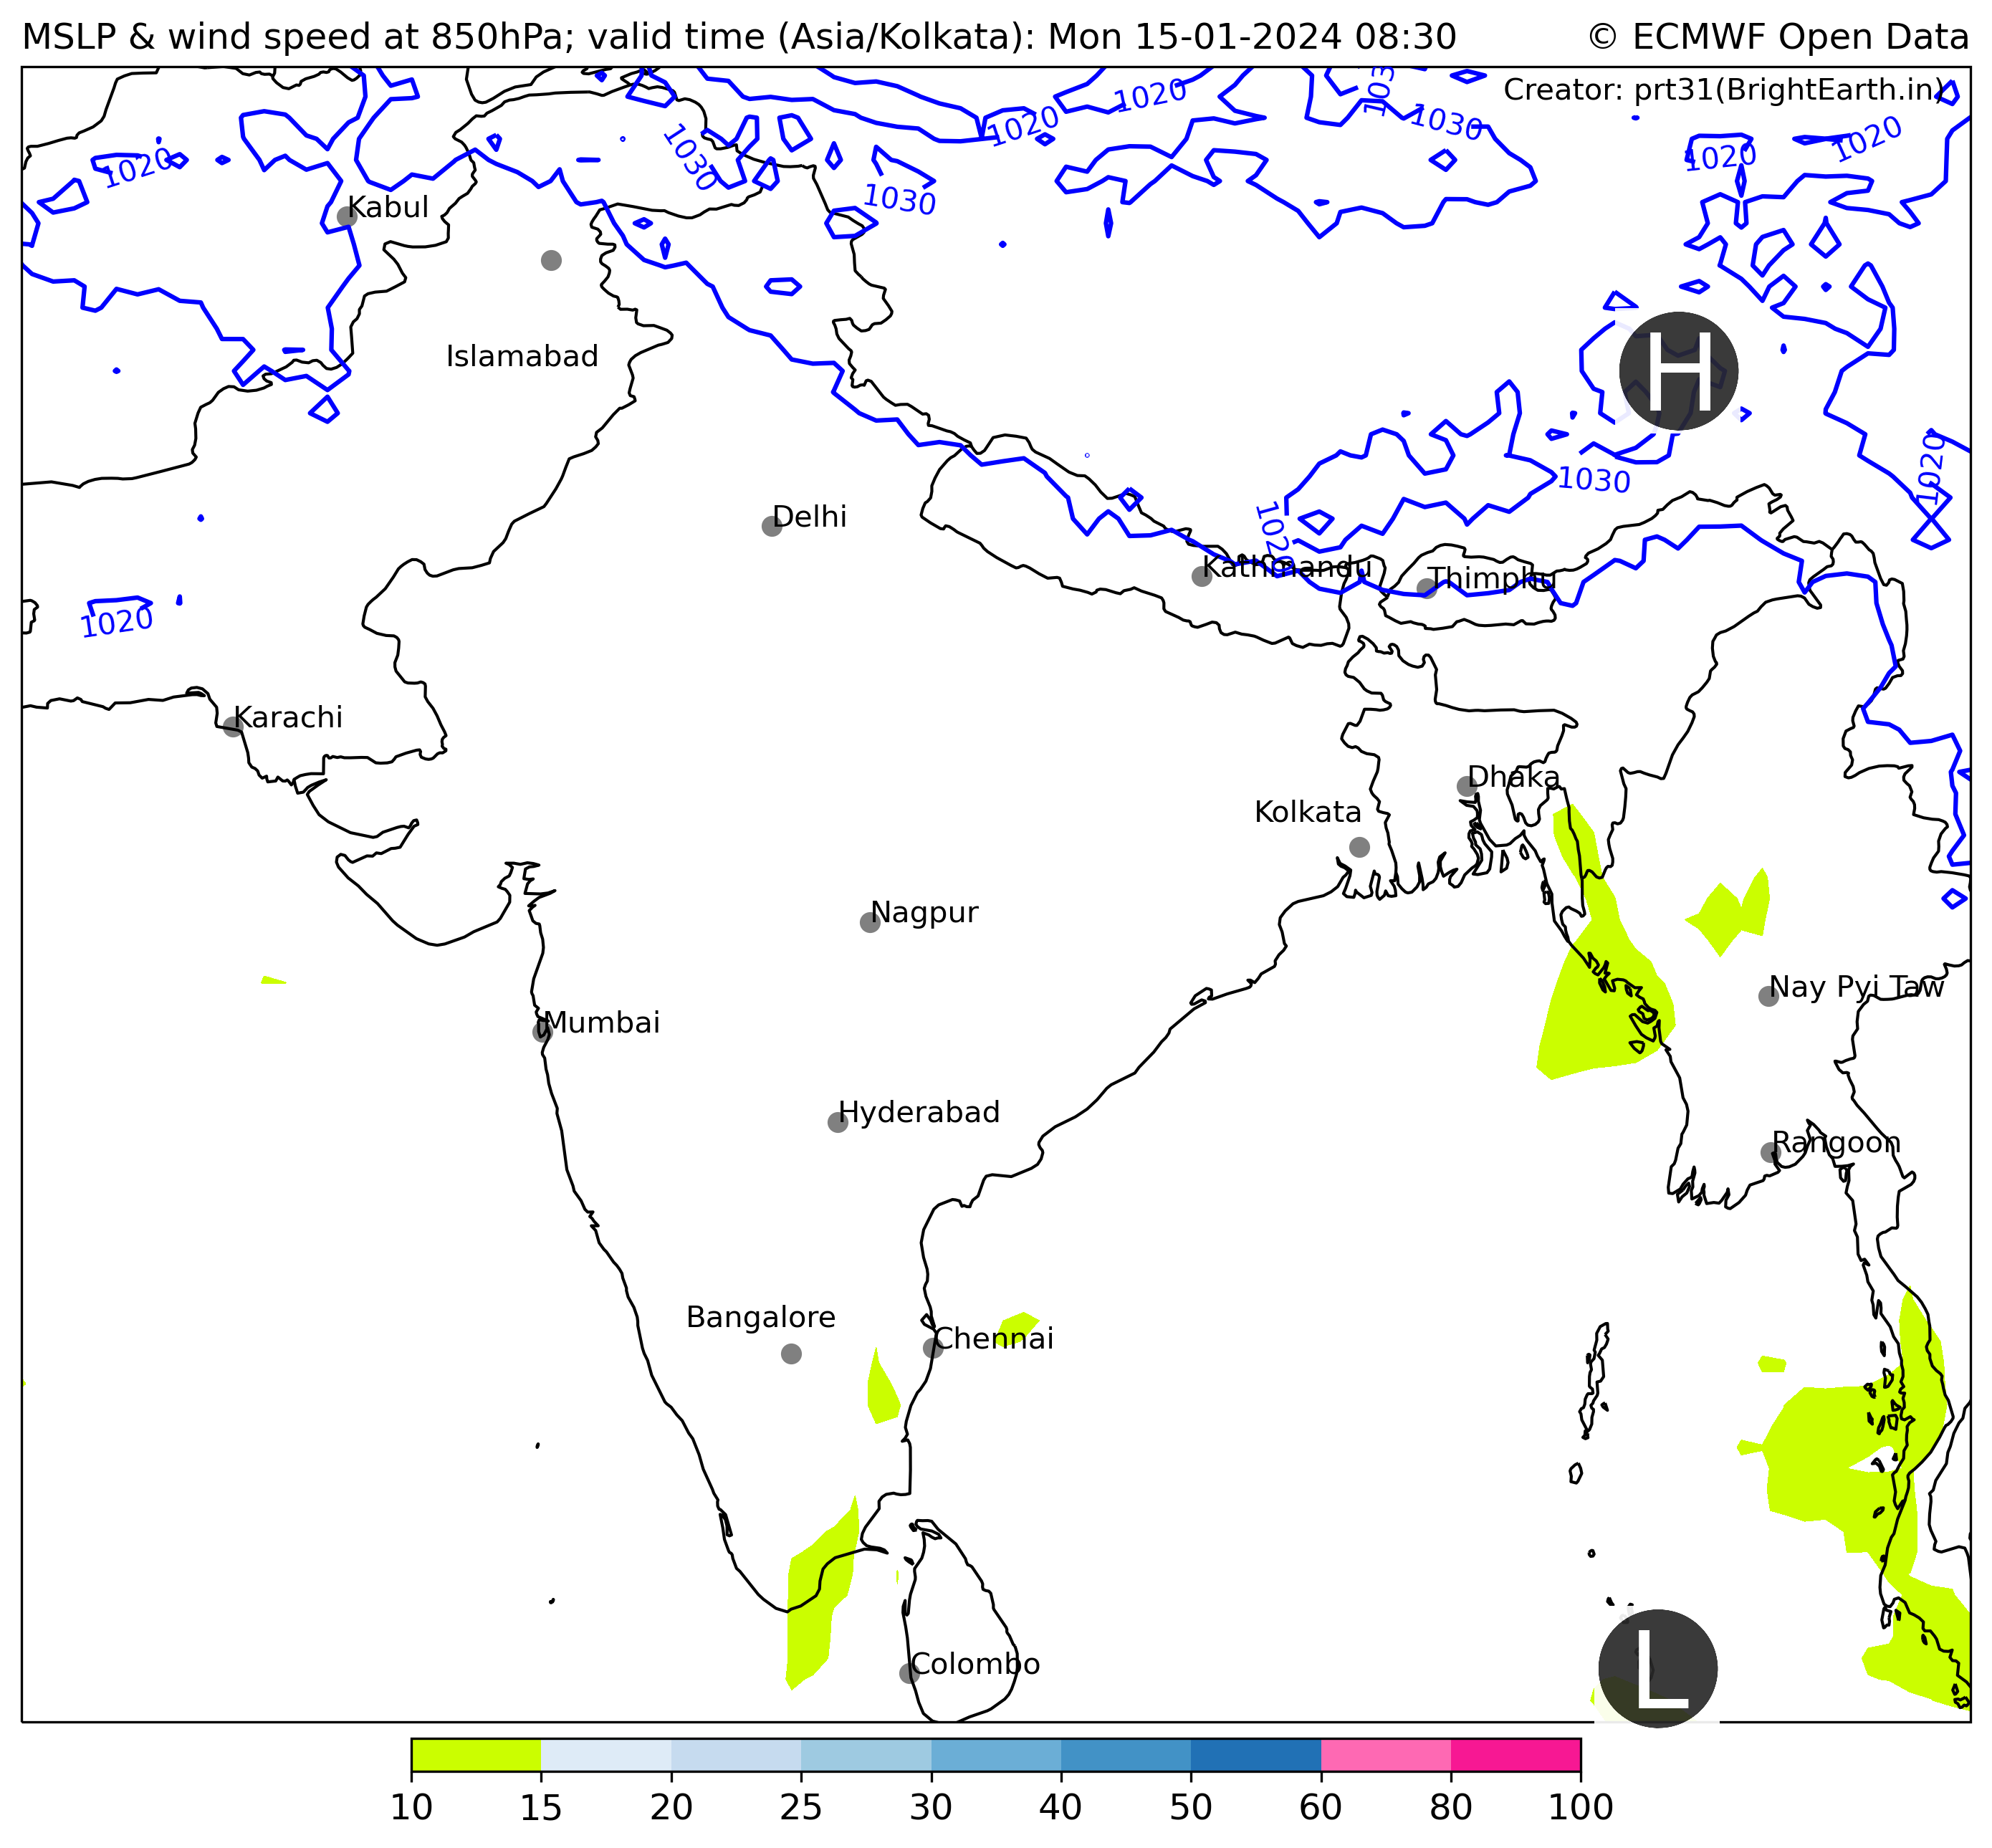 MSLP & wind speed at 850hPa; valid time (Asia/Kolkata): Mon 15-01-2024 08:30 © ECMWF Open Data
Creator: prt31(BrightEarth.in)
1020 1020 103 1030
1020 1030 1020 1020
1020 1030
Kabul
Islamabad
H
1020
1030
Delhi
1020
Kathmandu Thimphu
1020
Karachi
Dhaka
Kolkata
Nagpur
Nay Pyi Taw
Mumbai
Hyderabad
Rangoon
Bangalore
Chennai
Colombo
L
10 15 20 25 30 40 50 60 80 100